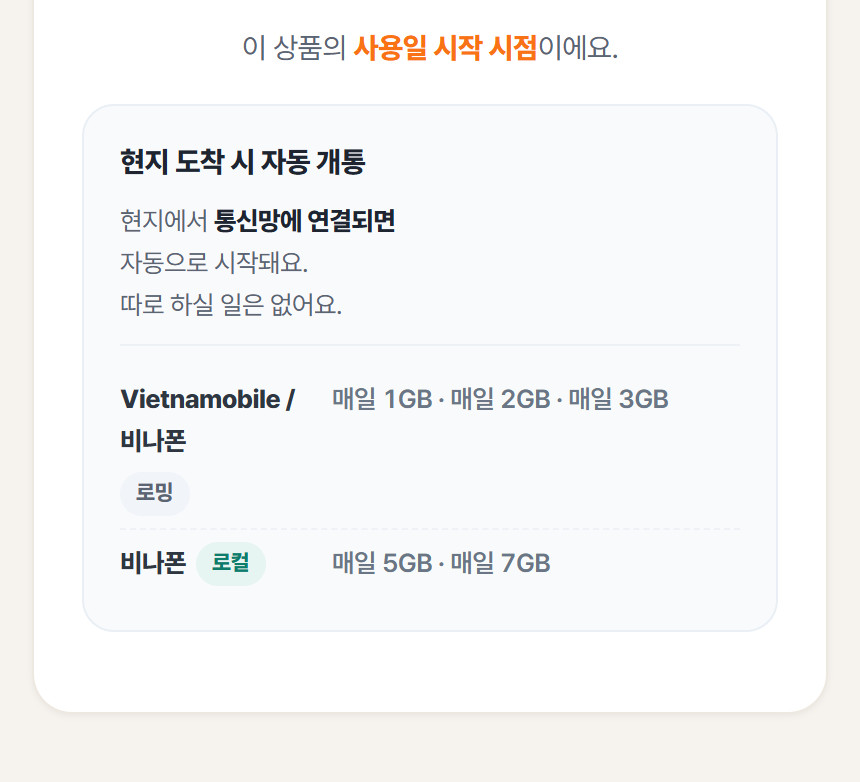 이 상품의 사용일 시작 시점이에요.
현지 도착 시 자동 개통
현지에서 통신망에 연결되면
자동으로 시작돼요.
따로 하실 일은 없어요.
Vietnamobile / 매일 1GB · 매일 2GB · 매일 3GB
비나폰
로밍
비나폰 로컬 매일 5GB · 매일 7GB